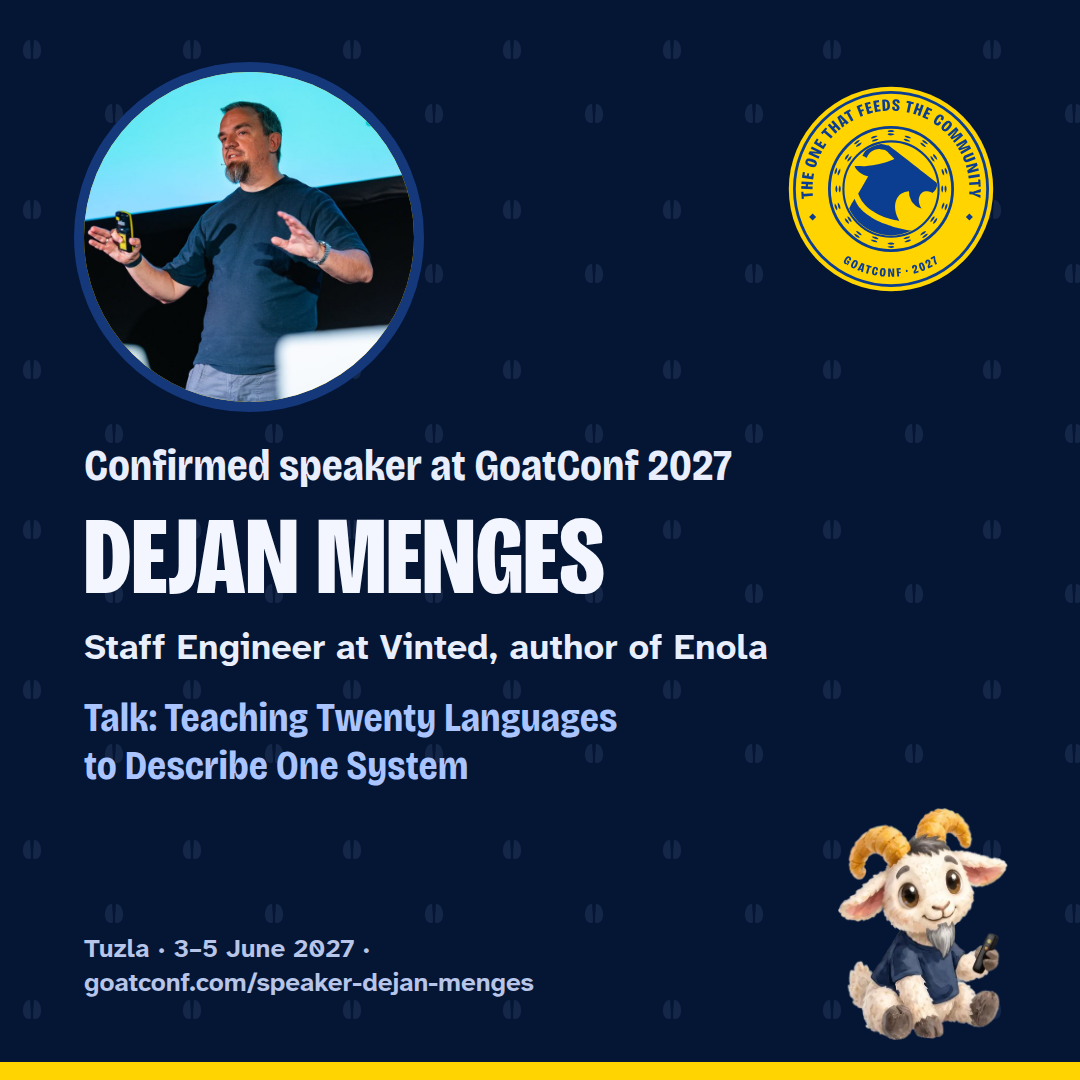 THE ONE THAT FEEDS THE COMMUNITY
GOATCONF · 2027
Confirmed speaker at GoatConf 2027
DEJAN MENGES
Staff Engineer at Vinted, author of Enola
Talk: Teaching Twenty Languages
to Describe One System
Tuzla · 3–5 June 2027 ·
goatconf.com/speaker-dejan-menges